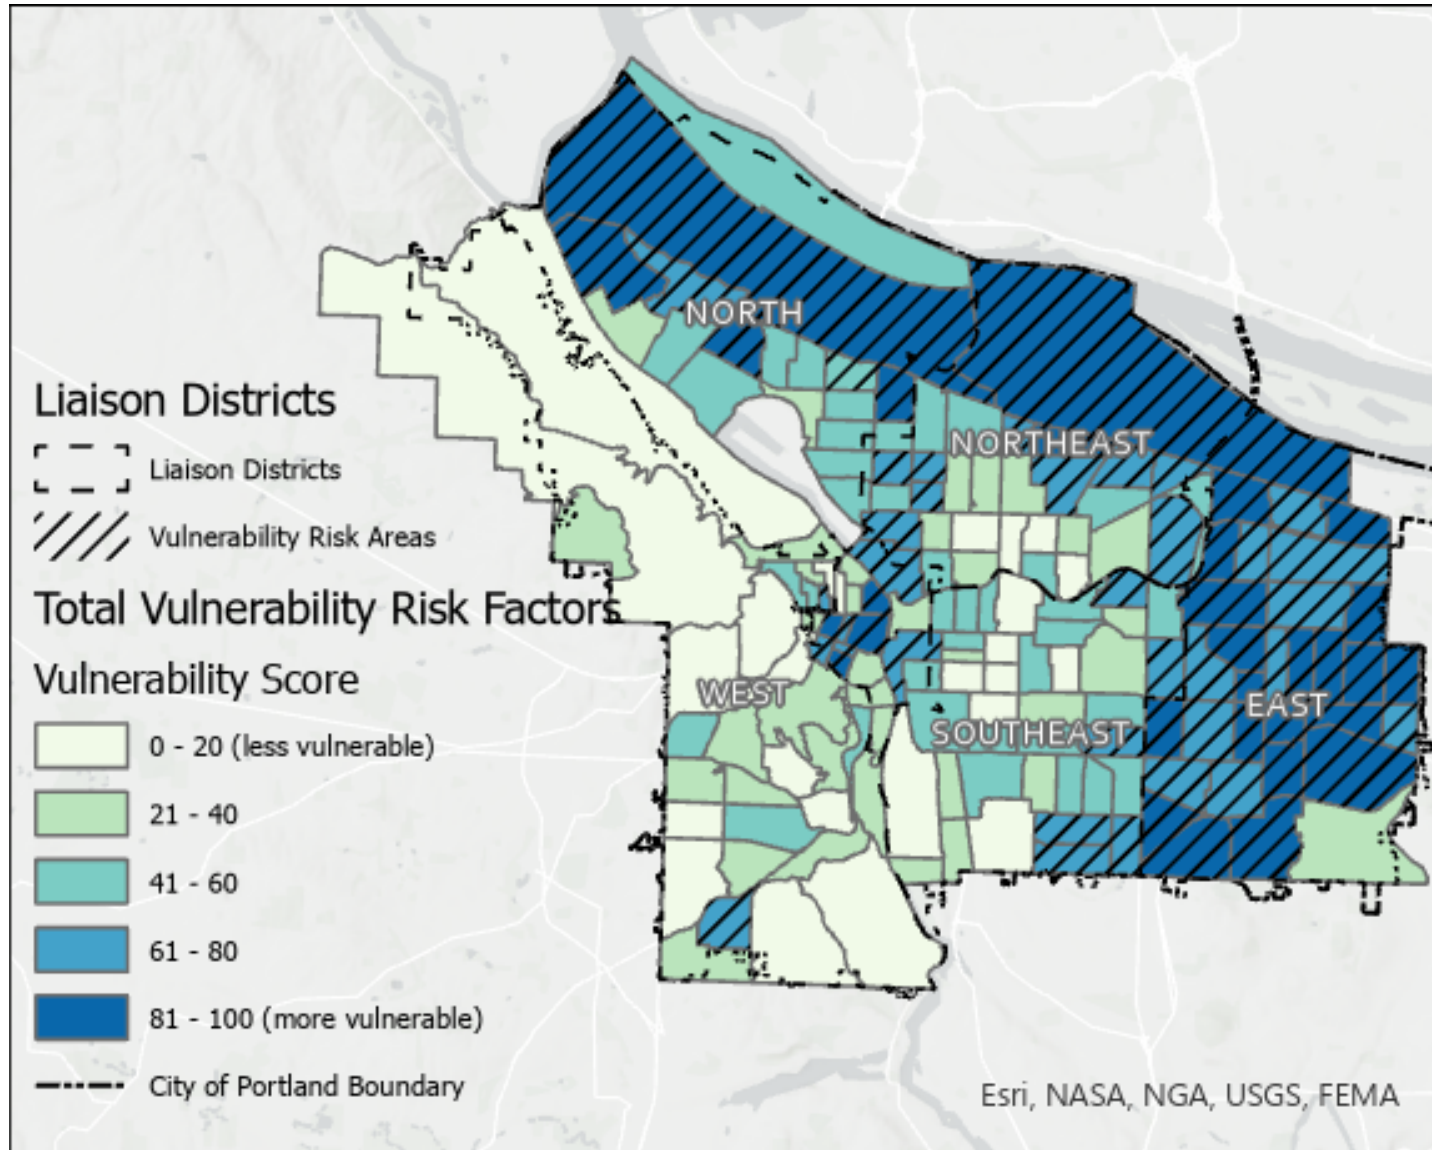 NORTH
Liaison Districts
Liaison Districts
NORTHEAST
Vulnerability Risk Areas
Total Vulnerability Risk Factors
Vulnerability Score
WEST
EAST
SOUTHEAST
0 - 20 (less vulnerable)
21 - 40
41 - 60
61 - 80
81 - 100 (more vulnerable)
City of Portland Boundary
Esri, NASA, NGA, USGS, FEMA